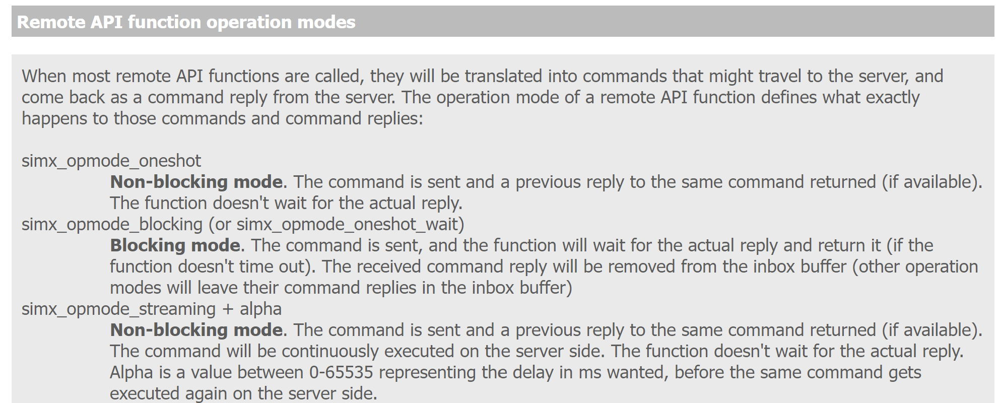 Remote API function operation modes
When most remote API functions are called, they will be translated into commands that might travel to the server, and
come back as a command reply from the server. The operation mode of a remote API function defines what exactly
happens to those commands and command replies:
simx_opmode_oneshot
Non-blocking mode. The command is sent and a previous reply to the same command returned (if available).
The function doesn't wait for the actual reply.
simx_opmode_blocking (or simx_opmode_oneshot_wait)
Blocking mode. The command is sent, and the function will wait for the actual reply and return it (if the
function doesn't time out). The received command reply will be removed from the inbox buffer (other operation
modes will leave their command replies in the inbox buffer)
simx_opmode_streaming + alpha
Non-blocking mode. The command is sent and a previous reply to the same command returned (if available).
The command will be continuously executed on the server side. The function doesn't wait for the actual reply.
Alpha is a value between 0-65535 representing the delay in ms wanted, before the same command gets
executed again on the server side.